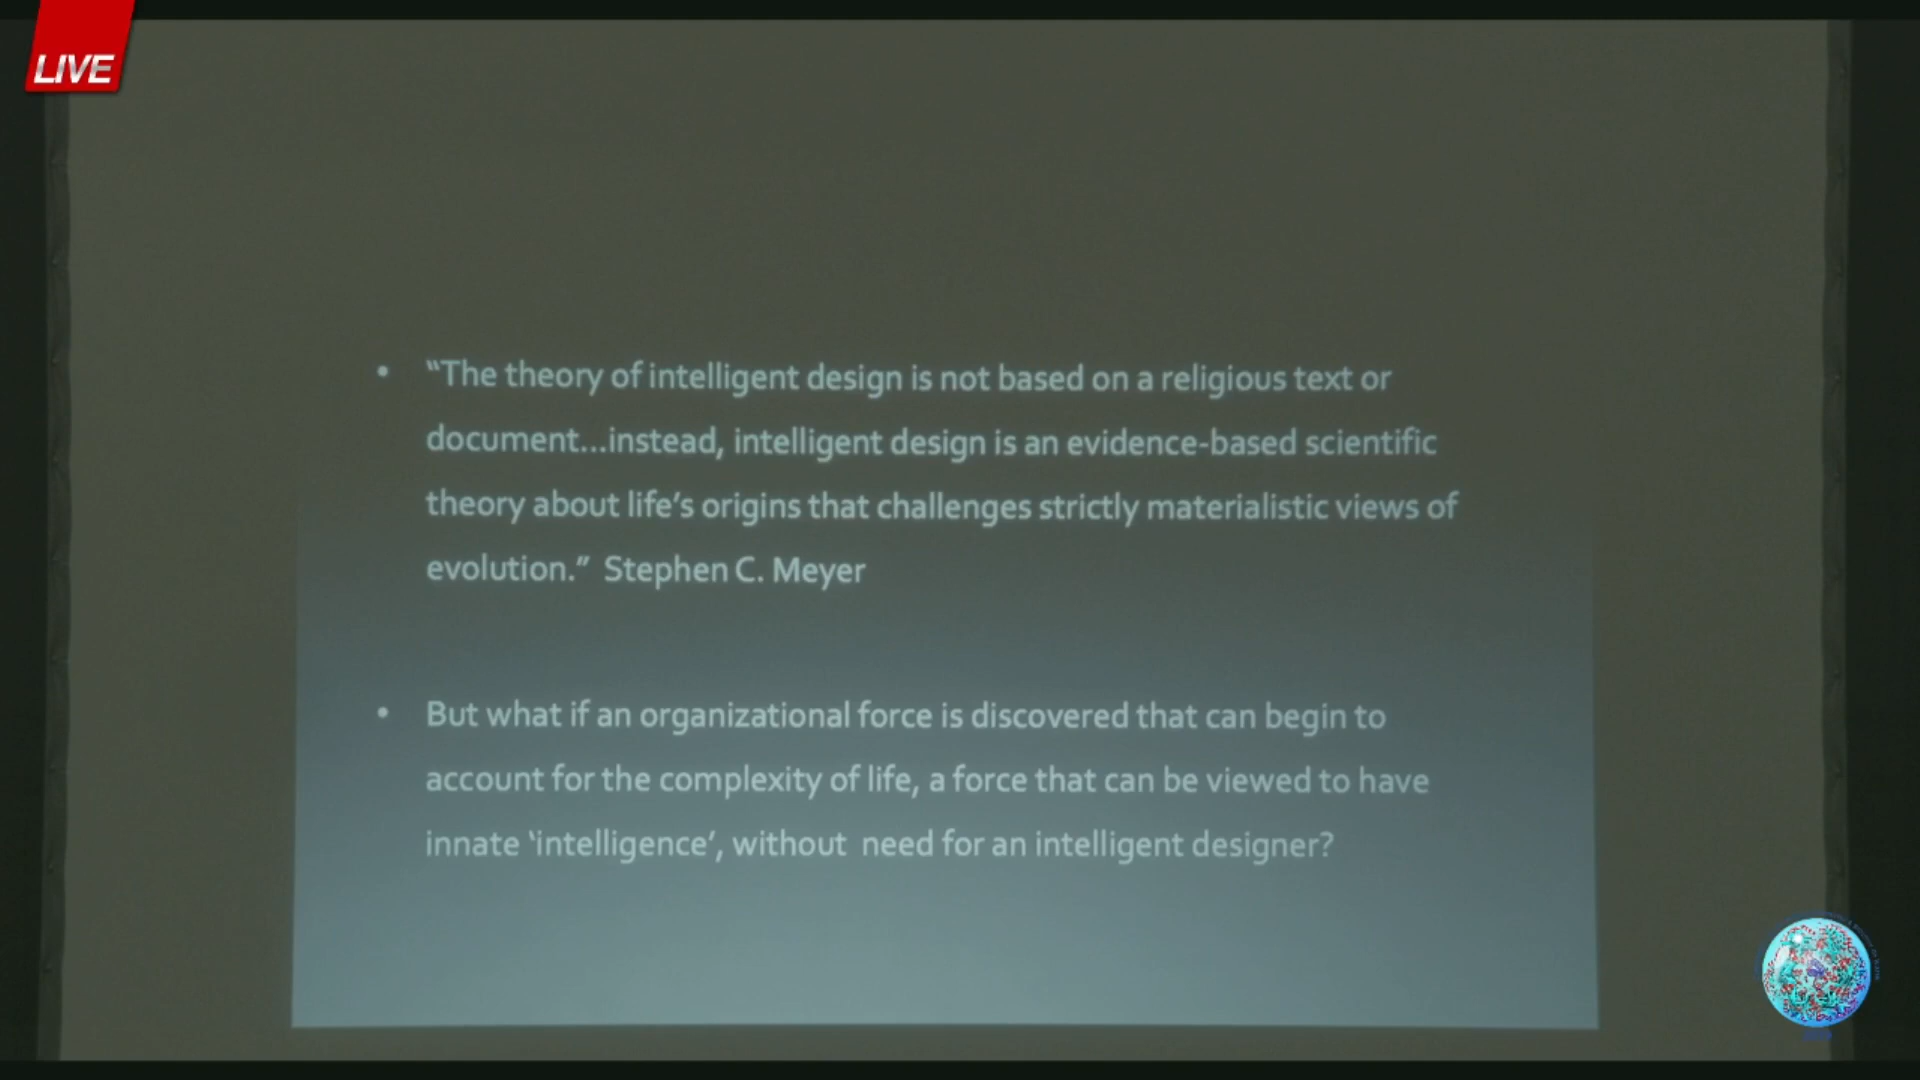 LIVE
• “The theory of intelligent design is not based on a religious text or
document...instead, intelligent design is an evidence-based scientific
theory about life’s origins that challenges strictly materialistic views of
evolution.” Stephen C. Meyer
• But what if an organizational force is discovered that can begin to
account for the complexity of life, a force that can be viewed to have
innate ‘intelligence’, without need for an intelligent designer?